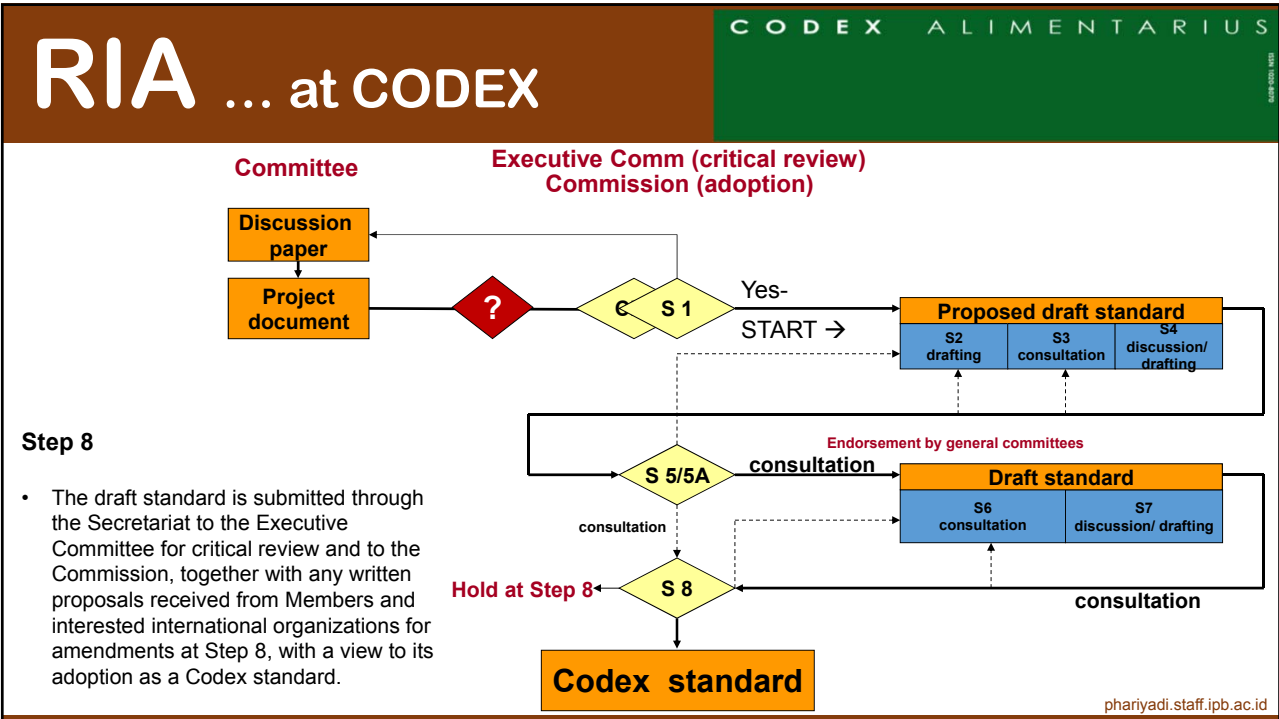 CODEX ALIMENTARIUS
ISSN 1020-8070
RIA ... at CODEX
Committee
Executive Comm (critical review)
Commission (adoption)
Discussion
paper
Project
document
?
C
S 1
Yes-
START →
Proposed draft standard
S2
drafting
S3
consultation
S4
discussion/
drafting
Step 8
• The draft standard is submitted through
the Secretariat to the Executive
Committee for critical review and to the
Commission, together with any written
proposals received from Members and
interested international organizations for
amendments at Step 8, with a view to its
adoption as a Codex standard.
Endorsement by general committees
S 5/5A
consultation
Draft standard
S6
consultation
S7
discussion/ drafting
consultation
Hold at Step 8
S 8
consultation
Codex standard
phariyadi.staff.ipb.ac.id